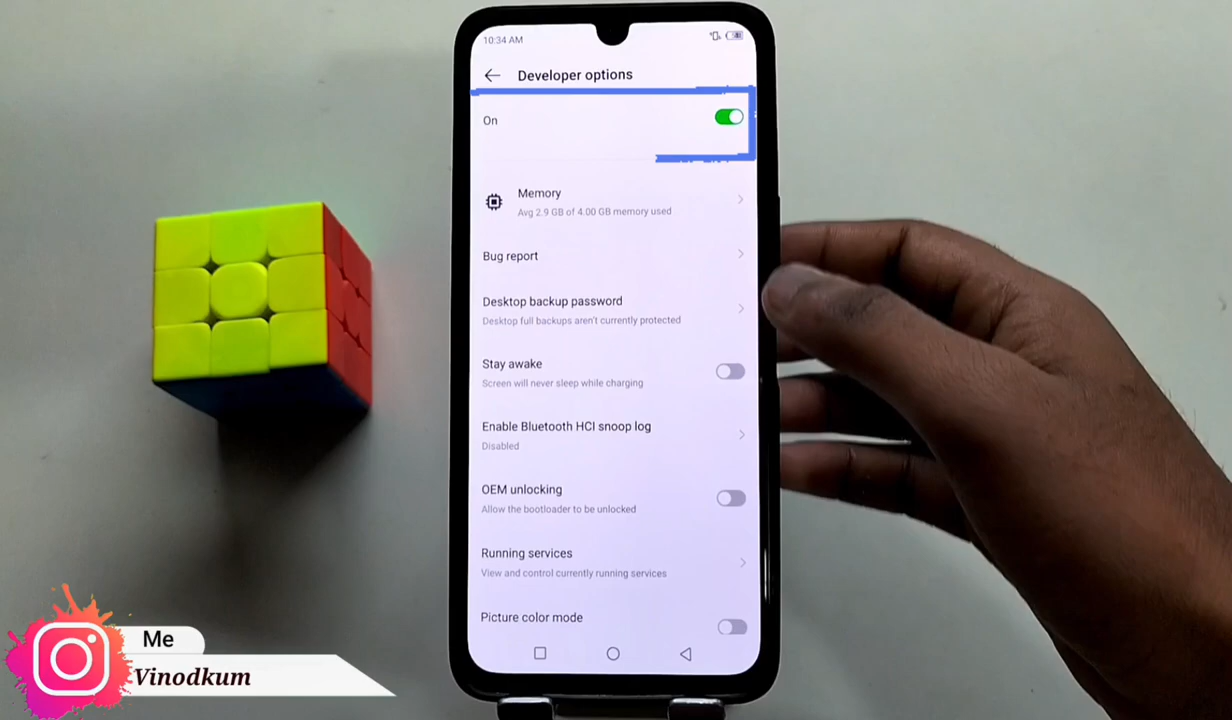 10:34 AM
Developer options
On
Memory
Avg 2.9 GB of 4.00 GB memory used
Bug report
Desktop backup password
Desktop full backups aren't currently protected
Stay awake
Screen will never sleep while charging
Enable Bluetooth HCI snoop log
Disabled
OEM unlocking
Allow the bootloader to be unlocked
Running services
View and control currently running services
Picture color mode
Me
Vinodkum